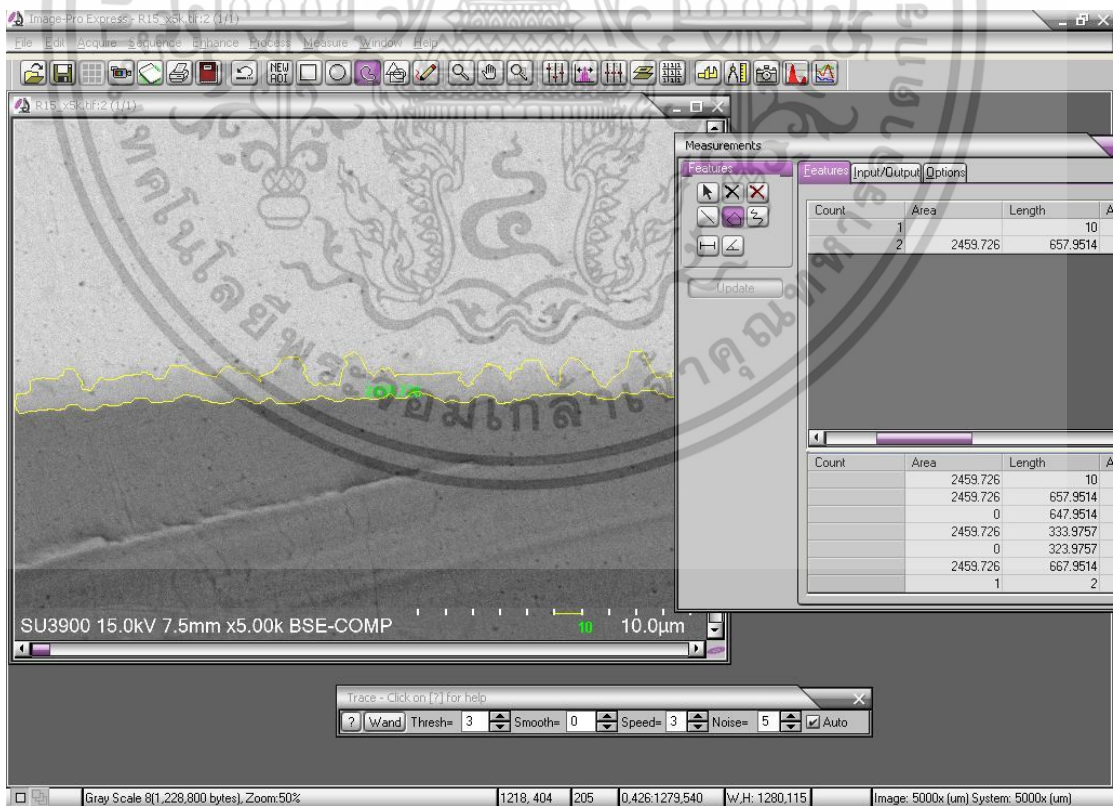 Image-Pro Express - R15_x5k.tif:2 (1/1)
File Edit Acquire Sequence Enhance Process Measure Window Help
NEW AOI
R15_x5k.tif:2 (1/1)
Measurements
Features
Features Input/Output Options
Update
Count Area Length A
1 10
2 2459.726 657.9514
Count Area Length A
2459.726 10
2459.726 657.9514
0 647.9514
2459.726 333.9757
0 323.9757
2459.726 667.9514
1 2
SU3900 15.0kV 7.5mm x5.00k BSE-COMP 10 10.0µm
Trace - Click on [?] for help
? Wand Thresh= 3 Smooth= 0 Speed= 3 Noise= 5 Auto
Gray Scale 8(1,228,800 bytes), Zoom:50% 1218, 404 205 0,426:1279,540 W,H: 1280,115 Image: 5000x (um) System: 5000x (um)